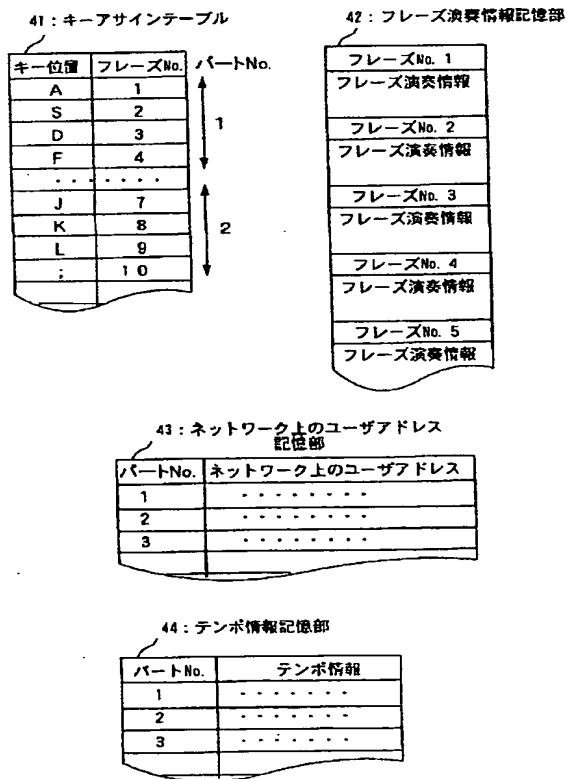 41：キーアサインテーブル
キー位置 フレーズNo. パートNo.
A 1
S 2
D 3
F 4
1
・・・・・・・
J 7
K 8
L 9
; 10
2
42：フレーズ演奏情報記憶部
フレーズNo. 1
フレーズ演奏情報
フレーズNo. 2
フレーズ演奏情報
フレーズNo. 3
フレーズ演奏情報
フレーズNo. 4
フレーズ演奏情報
フレーズNo. 5
フレーズ演奏情報
43：ネットワーク上のユーザアドレス
記憶部
パートNo. ネットワーク上のユーザアドレス
1 ・・・・・・・・
2 ・・・・・・・・
3 ・・・・・・・・
44：テンポ情報記憶部
パートNo. テンポ情報
1 ・・・・・・・
2 ・・・・・・・
3 ・・・・・・・